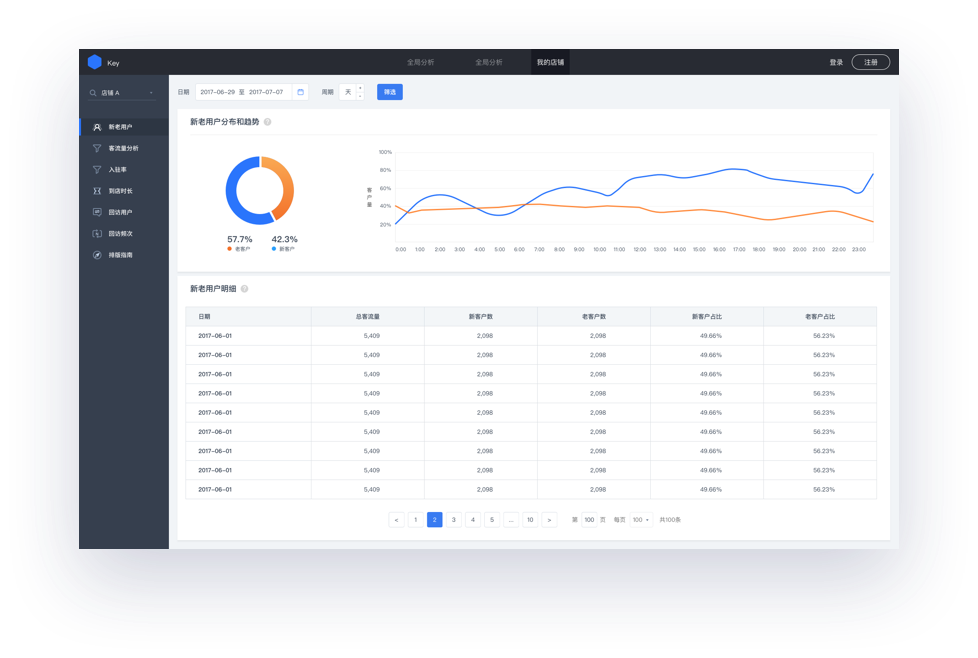 Key
全局分析 全局分析 我的店铺
登录 注册
店铺 A
新老用户
客流量分析
入驻率
到店时长
回访用户
回访频次
排版指南
日期 2017-06-29 至 2017-07-07 周期 天 筛选
新老用户分布和趋势 ?
57.7% 42.3%
老客户 新客户
客户量
100%
80%
60%
40%
20%
0:00 1:00 2:00 3:00 4:00 5:00 6:00 7:00 8:00 9:00 10:00 11:00 12:00 13:00 14:00 15:00 16:00 17:00 18:00 19:00 20:00 21:00 22:00 23:00
新老用户明细 ?
日期 总客流量 新客户数 老客户数 新客户占比 老客户占比
2017-06-01 5,409 2,098 2,098 49.66% 56.23%
2017-06-01 5,409 2,098 2,098 49.66% 56.23%
2017-06-01 5,409 2,098 2,098 49.66% 56.23%
2017-06-01 5,409 2,098 2,098 49.66% 56.23%
2017-06-01 5,409 2,098 2,098 49.66% 56.23%
2017-06-01 5,409 2,098 2,098 49.66% 56.23%
2017-06-01 5,409 2,098 2,098 49.66% 56.23%
2017-06-01 5,409 2,098 2,098 49.66% 56.23%
2017-06-01 5,409 2,098 2,098 49.66% 56.23%
< 1 2 3 4 5 ... 10 > 第 100 页 每页 100 共100条